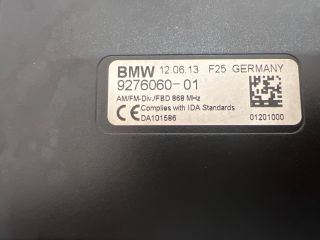 BMW 12.06.13 F25 GERMANY
9276060-01
AM/FM-Div./FBD 868 MHz
CE Complies with IDA Standards
DA101586
01201000